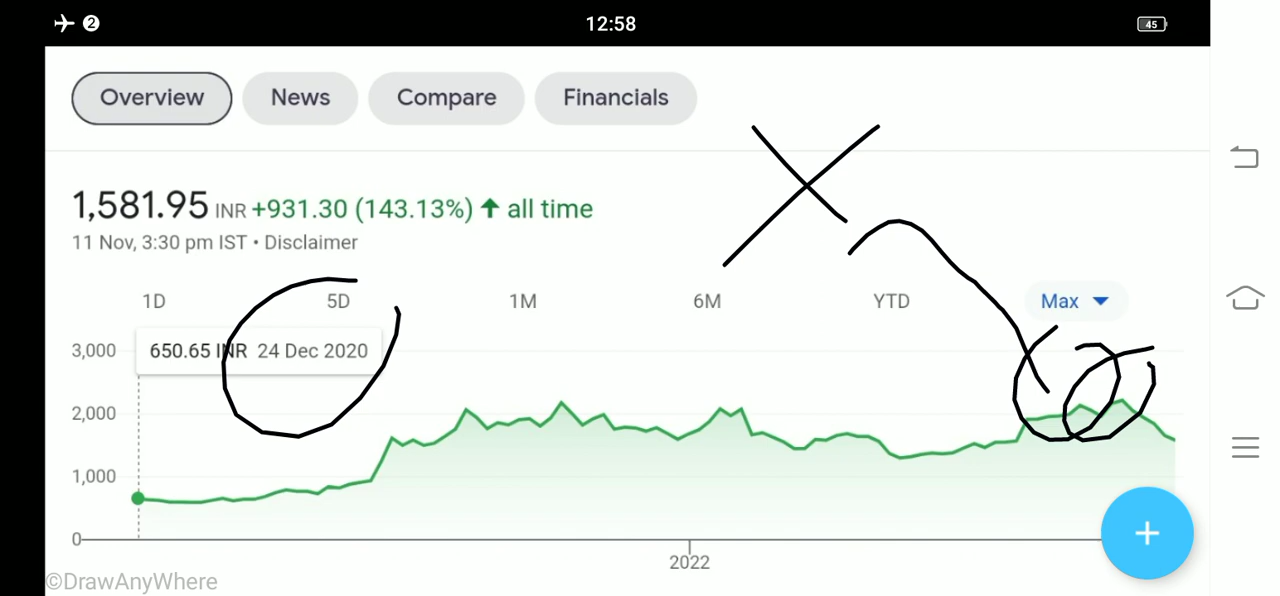 2 12:58 45
Overview News Compare Financials
1,581.95 INR +931.30 (143.13%) ↑ all time
11 Nov, 3:30 pm IST • Disclaimer
1D 5D 1M 6M YTD Max
650.65 INR 24 Dec 2020
3,000
2,000
1,000
0
2022
+
©DrawAnyWhere